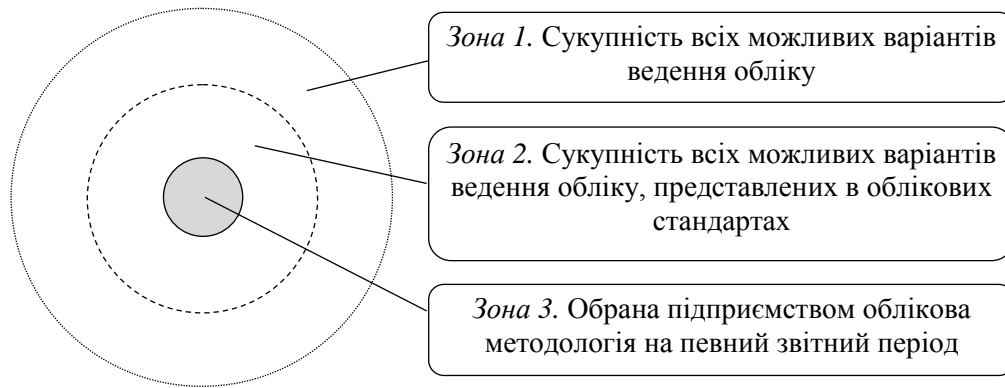 Зона 1. Сукупність всіх можливих варіантів
ведення обліку
Зона 2. Сукупність всіх можливих варіантів
ведення обліку, представлених в облікових
стандартах
Зона 3. Обрана підприємством облікова
методологія на певний звітний період